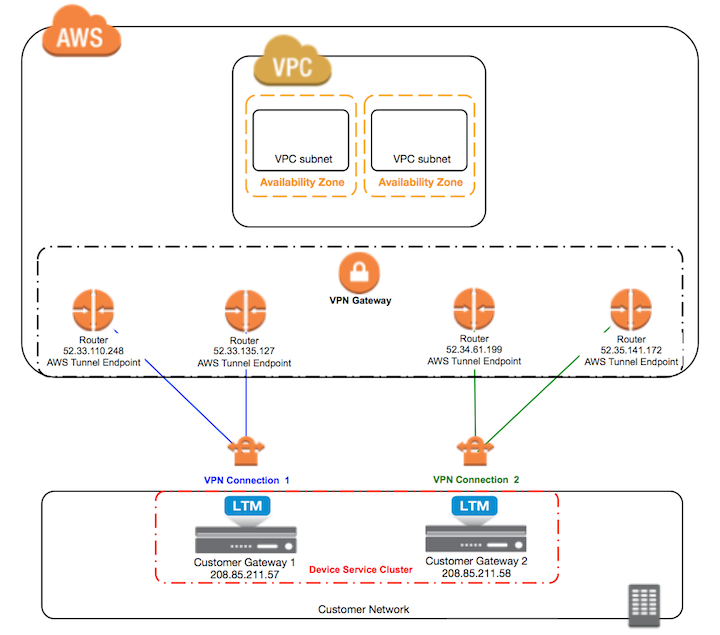 AWS
VPC
VPC subnet
VPC subnet
Availability Zone
Availability Zone
VPN Gateway
Router
52.33.110.248
AWS Tunnel Endpoint
Router
52.33.135.127
AWS Tunnel Endpoint
Router
52.34.61.199
AWS Tunnel Endpoint
Router
52.35.141.172
AWS Tunnel Endpoint
VPN Connection 1
VPN Connection 2
LTM
LTM
Customer Gateway 1
208.85.211.57
Customer Gateway 2
208.85.211.58
Device Service Cluster
Customer Network